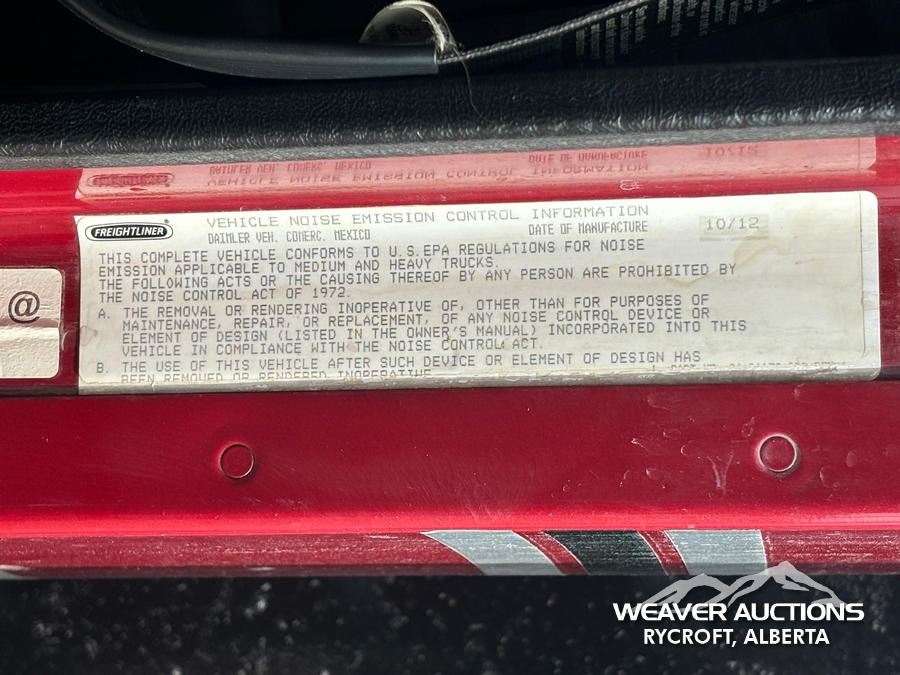 FREIGHTLINER
VEHICLE NOISE EMISSION CONTROL INFORMATION
DAIMLER VEH. COMERC. MEXICO DATE OF MANUFACTURE 10/12
THIS COMPLETE VEHICLE CONFORMS TO U.S.EPA REGULATIONS FOR NOISE
EMISSION APPLICABLE TO MEDIUM AND HEAVY TRUCKS.
THE FOLLOWING ACTS OR THE CAUSING THEREOF BY ANY PERSON ARE PROHIBITED BY
THE NOISE CONTROL ACT OF 1972.
A. THE REMOVAL OR RENDERING INOPERATIVE OF, OTHER THAN FOR PURPOSES OF
MAINTENANCE, REPAIR, OR REPLACEMENT, OF ANY NOISE CONTROL DEVICE OR
ELEMENT OF DESIGN (LISTED IN THE OWNER'S MANUAL) INCORPORATED INTO THIS
VEHICLE IN COMPLIANCE WITH THE NOISE CONTROL ACT.
B. THE USE OF THIS VEHICLE AFTER SUCH DEVICE OR ELEMENT OF DESIGN HAS
BEEN REMOVED OR RENDERED INOPERATIVE
@
WEAVER AUCTIONS
RYCROFT, ALBERTA